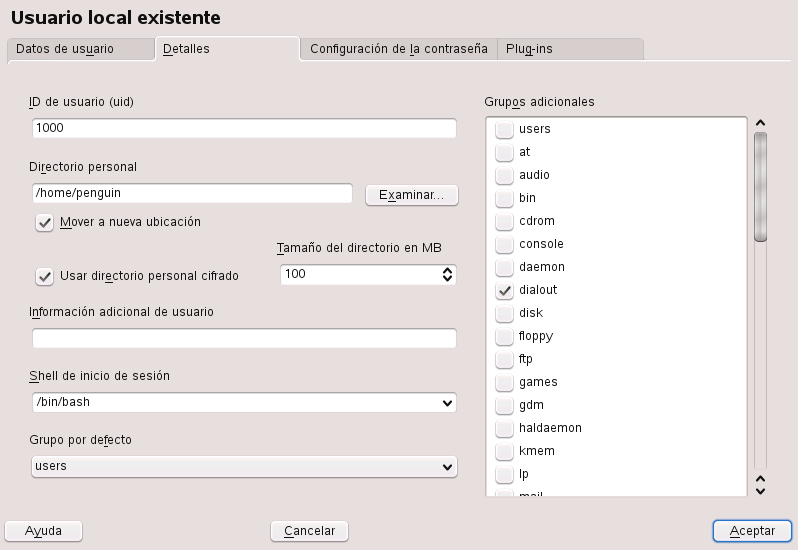 Usuario local existente
Datos de usuario
Detalles
Configuración de la contraseña
Plug-ins
ID de usuario (uid)
1000
Directorio personal
/home/penguin
Examinar...
Mover a nueva ubicación
Tamaño del directorio en MB
Usar directorio personal cifrado
100
Información adicional de usuario
Shell de inicio de sesión
/bin/bash
Grupo por defecto
users
Grupos adicionales
users
at
audio
bin
cdrom
console
daemon
dialout
disk
floppy
ftp
games
gdm
haldaemon
kmem
lp
mail
Ayuda
Cancelar
Aceptar